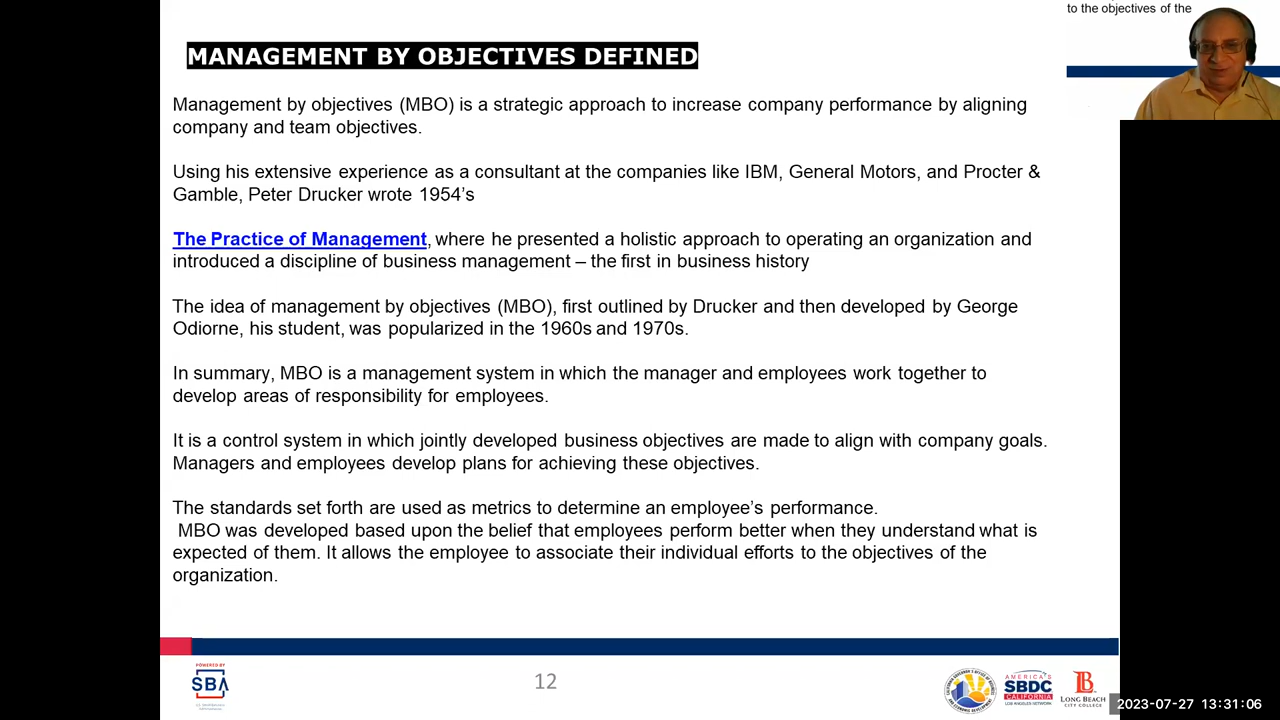 to the objectives of the
MANAGEMENT BY OBJECTIVES DEFINED
Management by objectives (MBO) is a strategic approach to increase company performance by aligning
company and team objectives.
Using his extensive experience as a consultant at the companies like IBM, General Motors, and Procter &
Gamble, Peter Drucker wrote 1954's
The Practice of Management, where he presented a holistic approach to operating an organization and
introduced a discipline of business management – the first in business history
The idea of management by objectives (MBO), first outlined by Drucker and then developed by George
Odiorne, his student, was popularized in the 1960s and 1970s.
In summary, MBO is a management system in which the manager and employees work together to
develop areas of responsibility for employees.
It is a control system in which jointly developed business objectives are made to align with company goals.
Managers and employees develop plans for achieving these objectives.
The standards set forth are used as metrics to determine an employee's performance.
MBO was developed based upon the belief that employees perform better when they understand what is
expected of them. It allows the employee to associate their individual efforts to the objectives of the
organization.
POWERED BY
SBA
12
AMERICA'S
SBDC
CALIFORNIA
LOS ANGELES NETWORK
LONG BEACH
CITY COLLEGE
2023-07-27 13:31:06